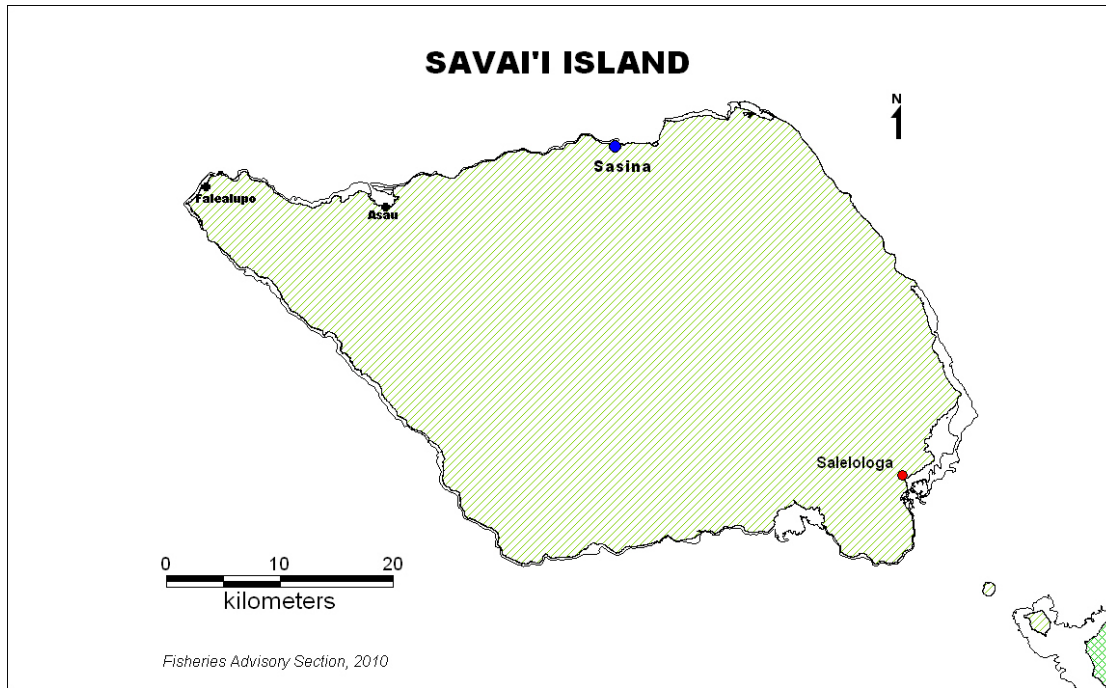 SAVAI'I ISLAND
N
Sasina
Falealupo
Asau
Salelologa
0 10 20
kilometers
Fisheries Advisory Section, 2010